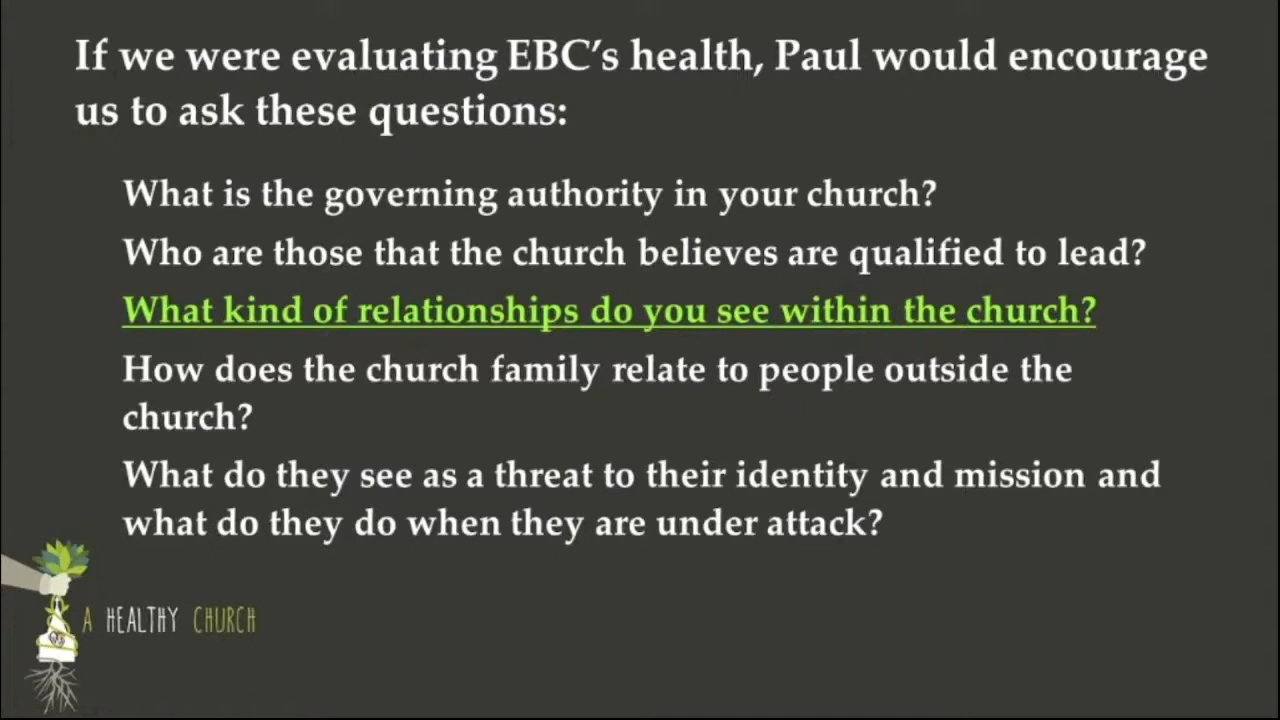 If we were evaluating EBC’s health, Paul would encourage
us to ask these questions:
What is the governing authority in your church?
Who are those that the church believes are qualified to lead?
What kind of relationships do you see within the church?
How does the church family relate to people outside the
church?
What do they see as a threat to their identity and mission and
what do they do when they are under attack?
A HEALTHY CHURCH